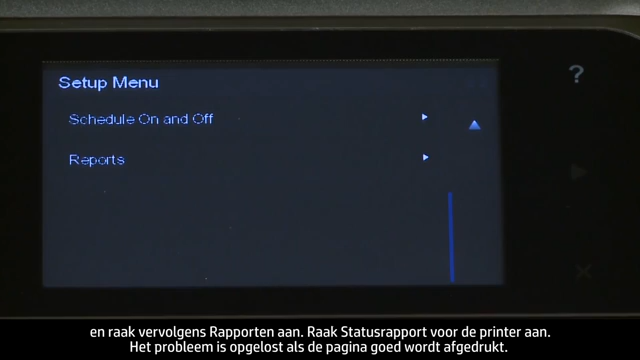 Setup Menu
?
Schedule On and Off
Reports
en raak vervolgens Rapporten aan. Raak Statusrapport voor de printer aan.
Het probleem is opgelost als de pagina goed wordt afgedrukt.